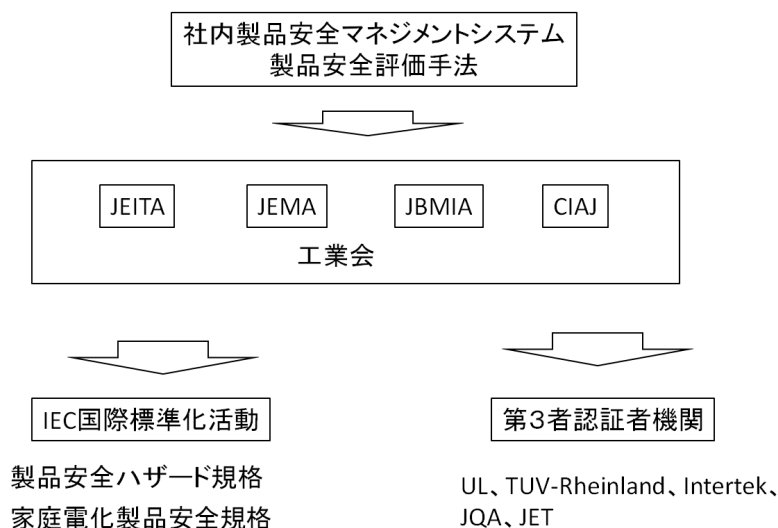 社内製品安全マネジメントシステム
製品安全評価手法
JEITA
JEMA
JBMIA
CIAJ
工業会
IEC国際標準化活動
製品安全ハザード規格
家庭電化製品安全規格
第3者認証者機関
UL、TUV-Rheinland、Intertek、
JQA、JET